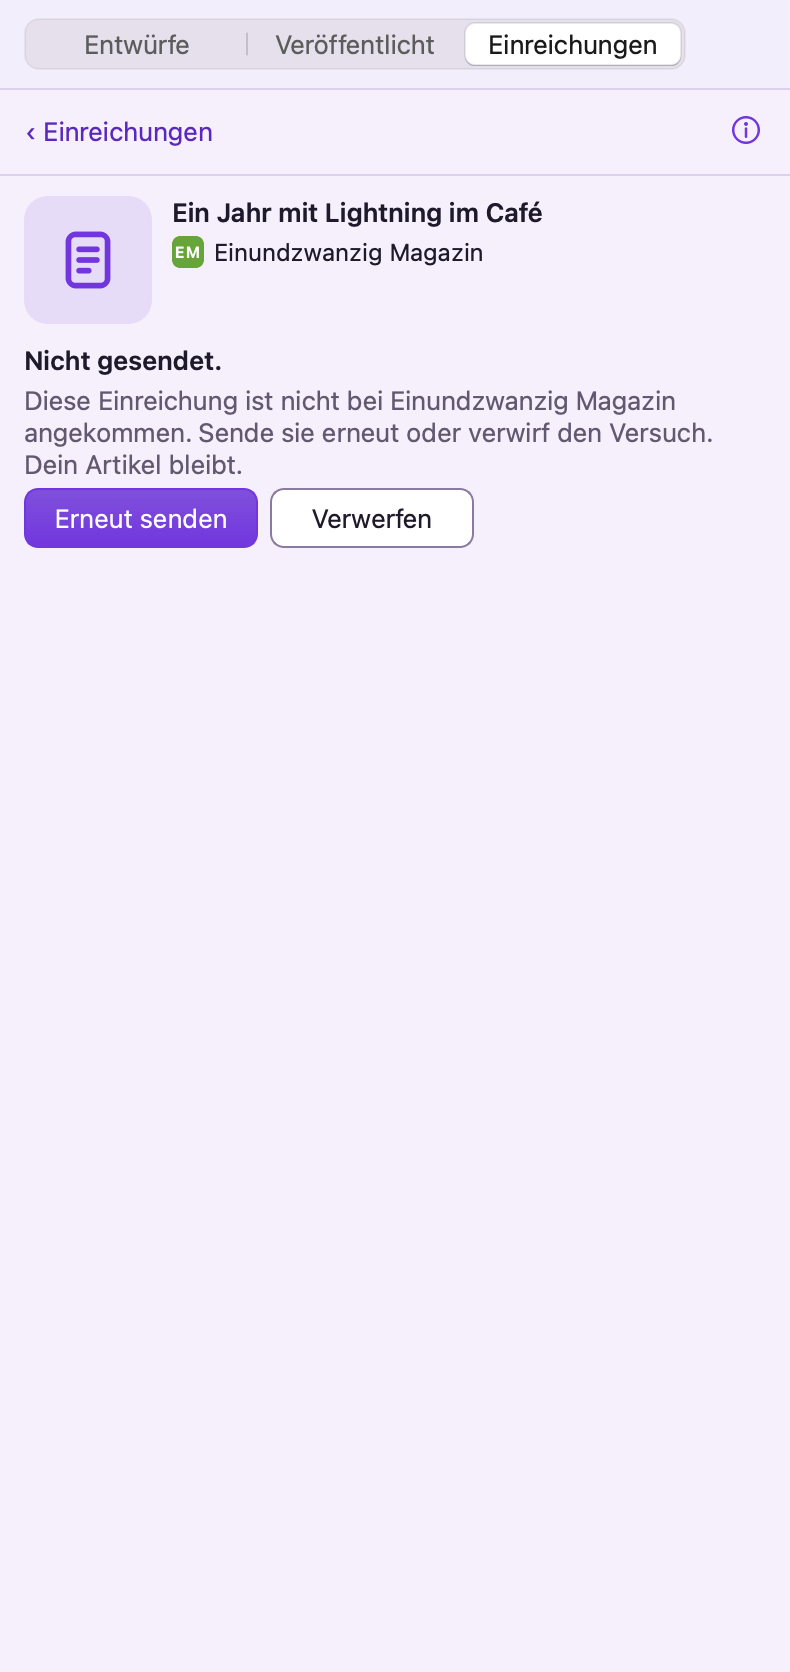 Entwürfe
Veröffentlicht
Einreichungen
‹ Einreichungen
Ein Jahr mit Lightning im Café
EM Einundzwanzig Magazin
Nicht gesendet.
Diese Einreichung ist nicht bei Einundzwanzig Magazin
angekommen. Sende sie erneut oder verwirf den Versuch.
Dein Artikel bleibt.
Erneut senden
Verwerfen